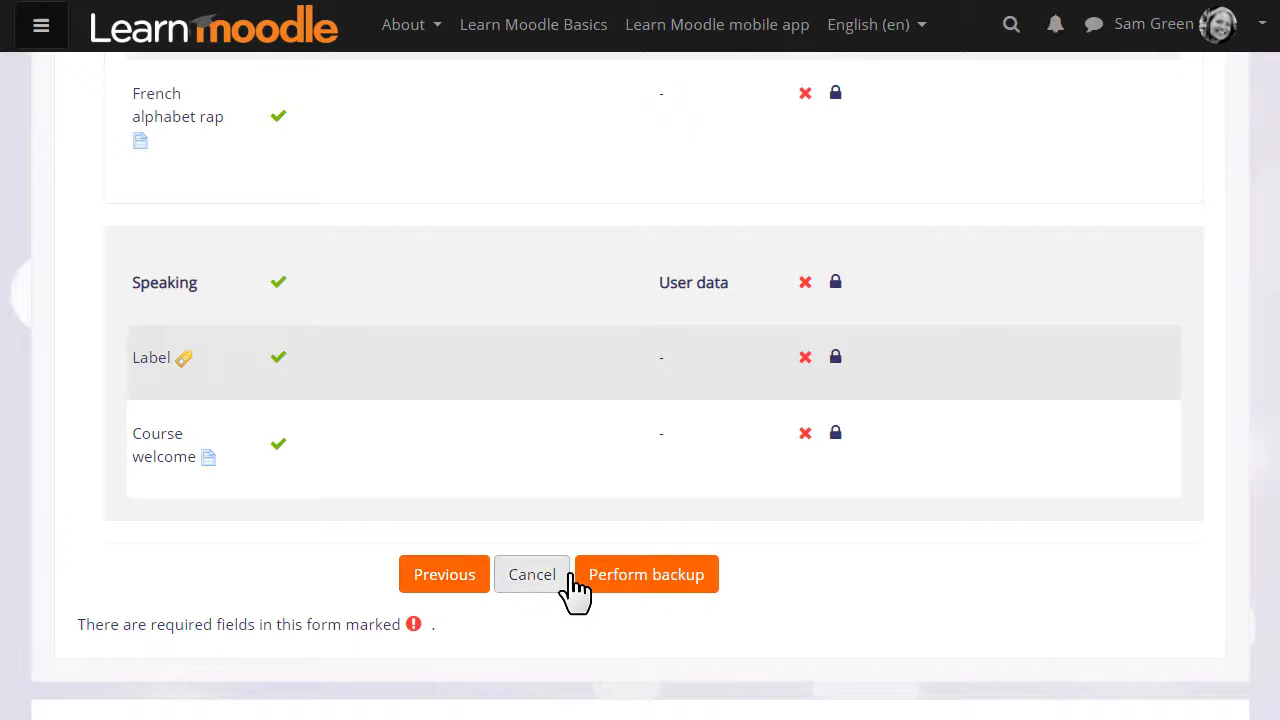 Learn moodle About Learn Moodle Basics Learn Moodle mobile app English (en) Sam Green
French -
alphabet rap
Speaking User data
Label -
Course -
welcome
Previous Cancel Perform backup
There are required fields in this form marked .